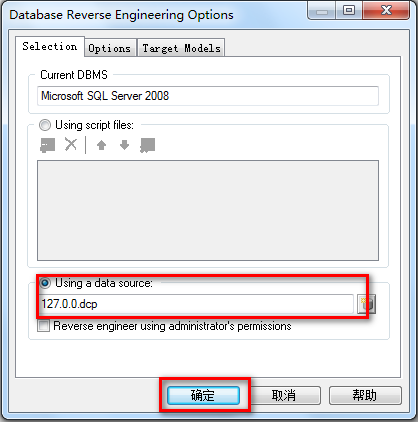 Database Reverse Engineering Options
Selection Options Target Models
Current DBMS
Microsoft SQL Server 2008
Using script files:
Using a data source:
127.0.0.dcp
Reverse engineer using administrator's permissions
确定 取消 帮助